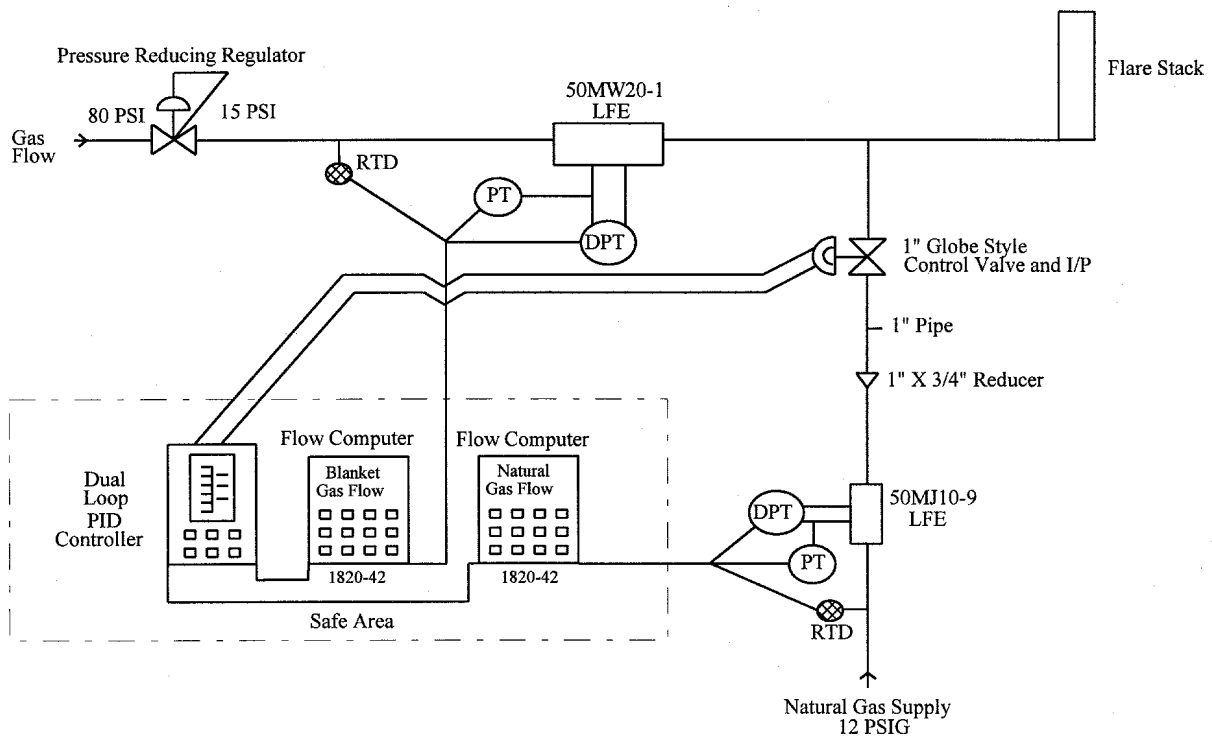 Pressure Reducing Regulator
80 PSI
15 PSI
Gas
Flow
RTD
50MW20-1
LFE
PT
DPT
Flare Stack
1" Globe Style
Control Valve and I/P
1" Pipe
1" X 3/4" Reducer
Dual
Loop
PID
Controller
Flow Computer
Blanket
Gas Flow
1820-42
Flow Computer
Natural
Gas Flow
1820-42
Safe Area
50MJ10-9
LFE
DPT
PT
RTD
Natural Gas Supply
12 PSIG